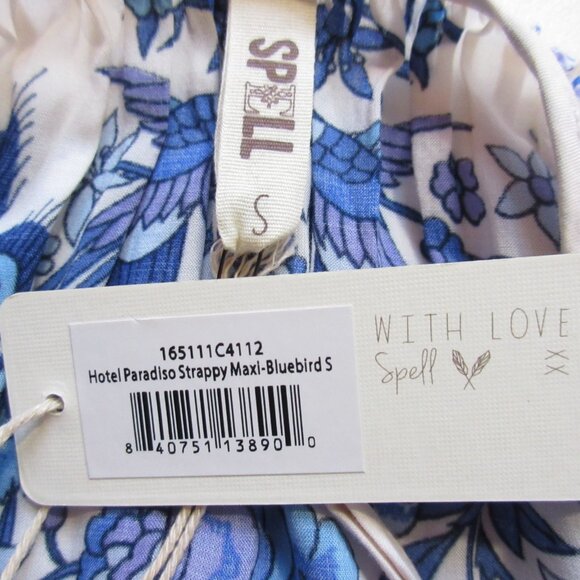 SPELL
S
165111C4112
Hotel ParadIso Strappy Maxi-Bluebird S
8 40751 13890 0
WITH LOVE
Spell
XX